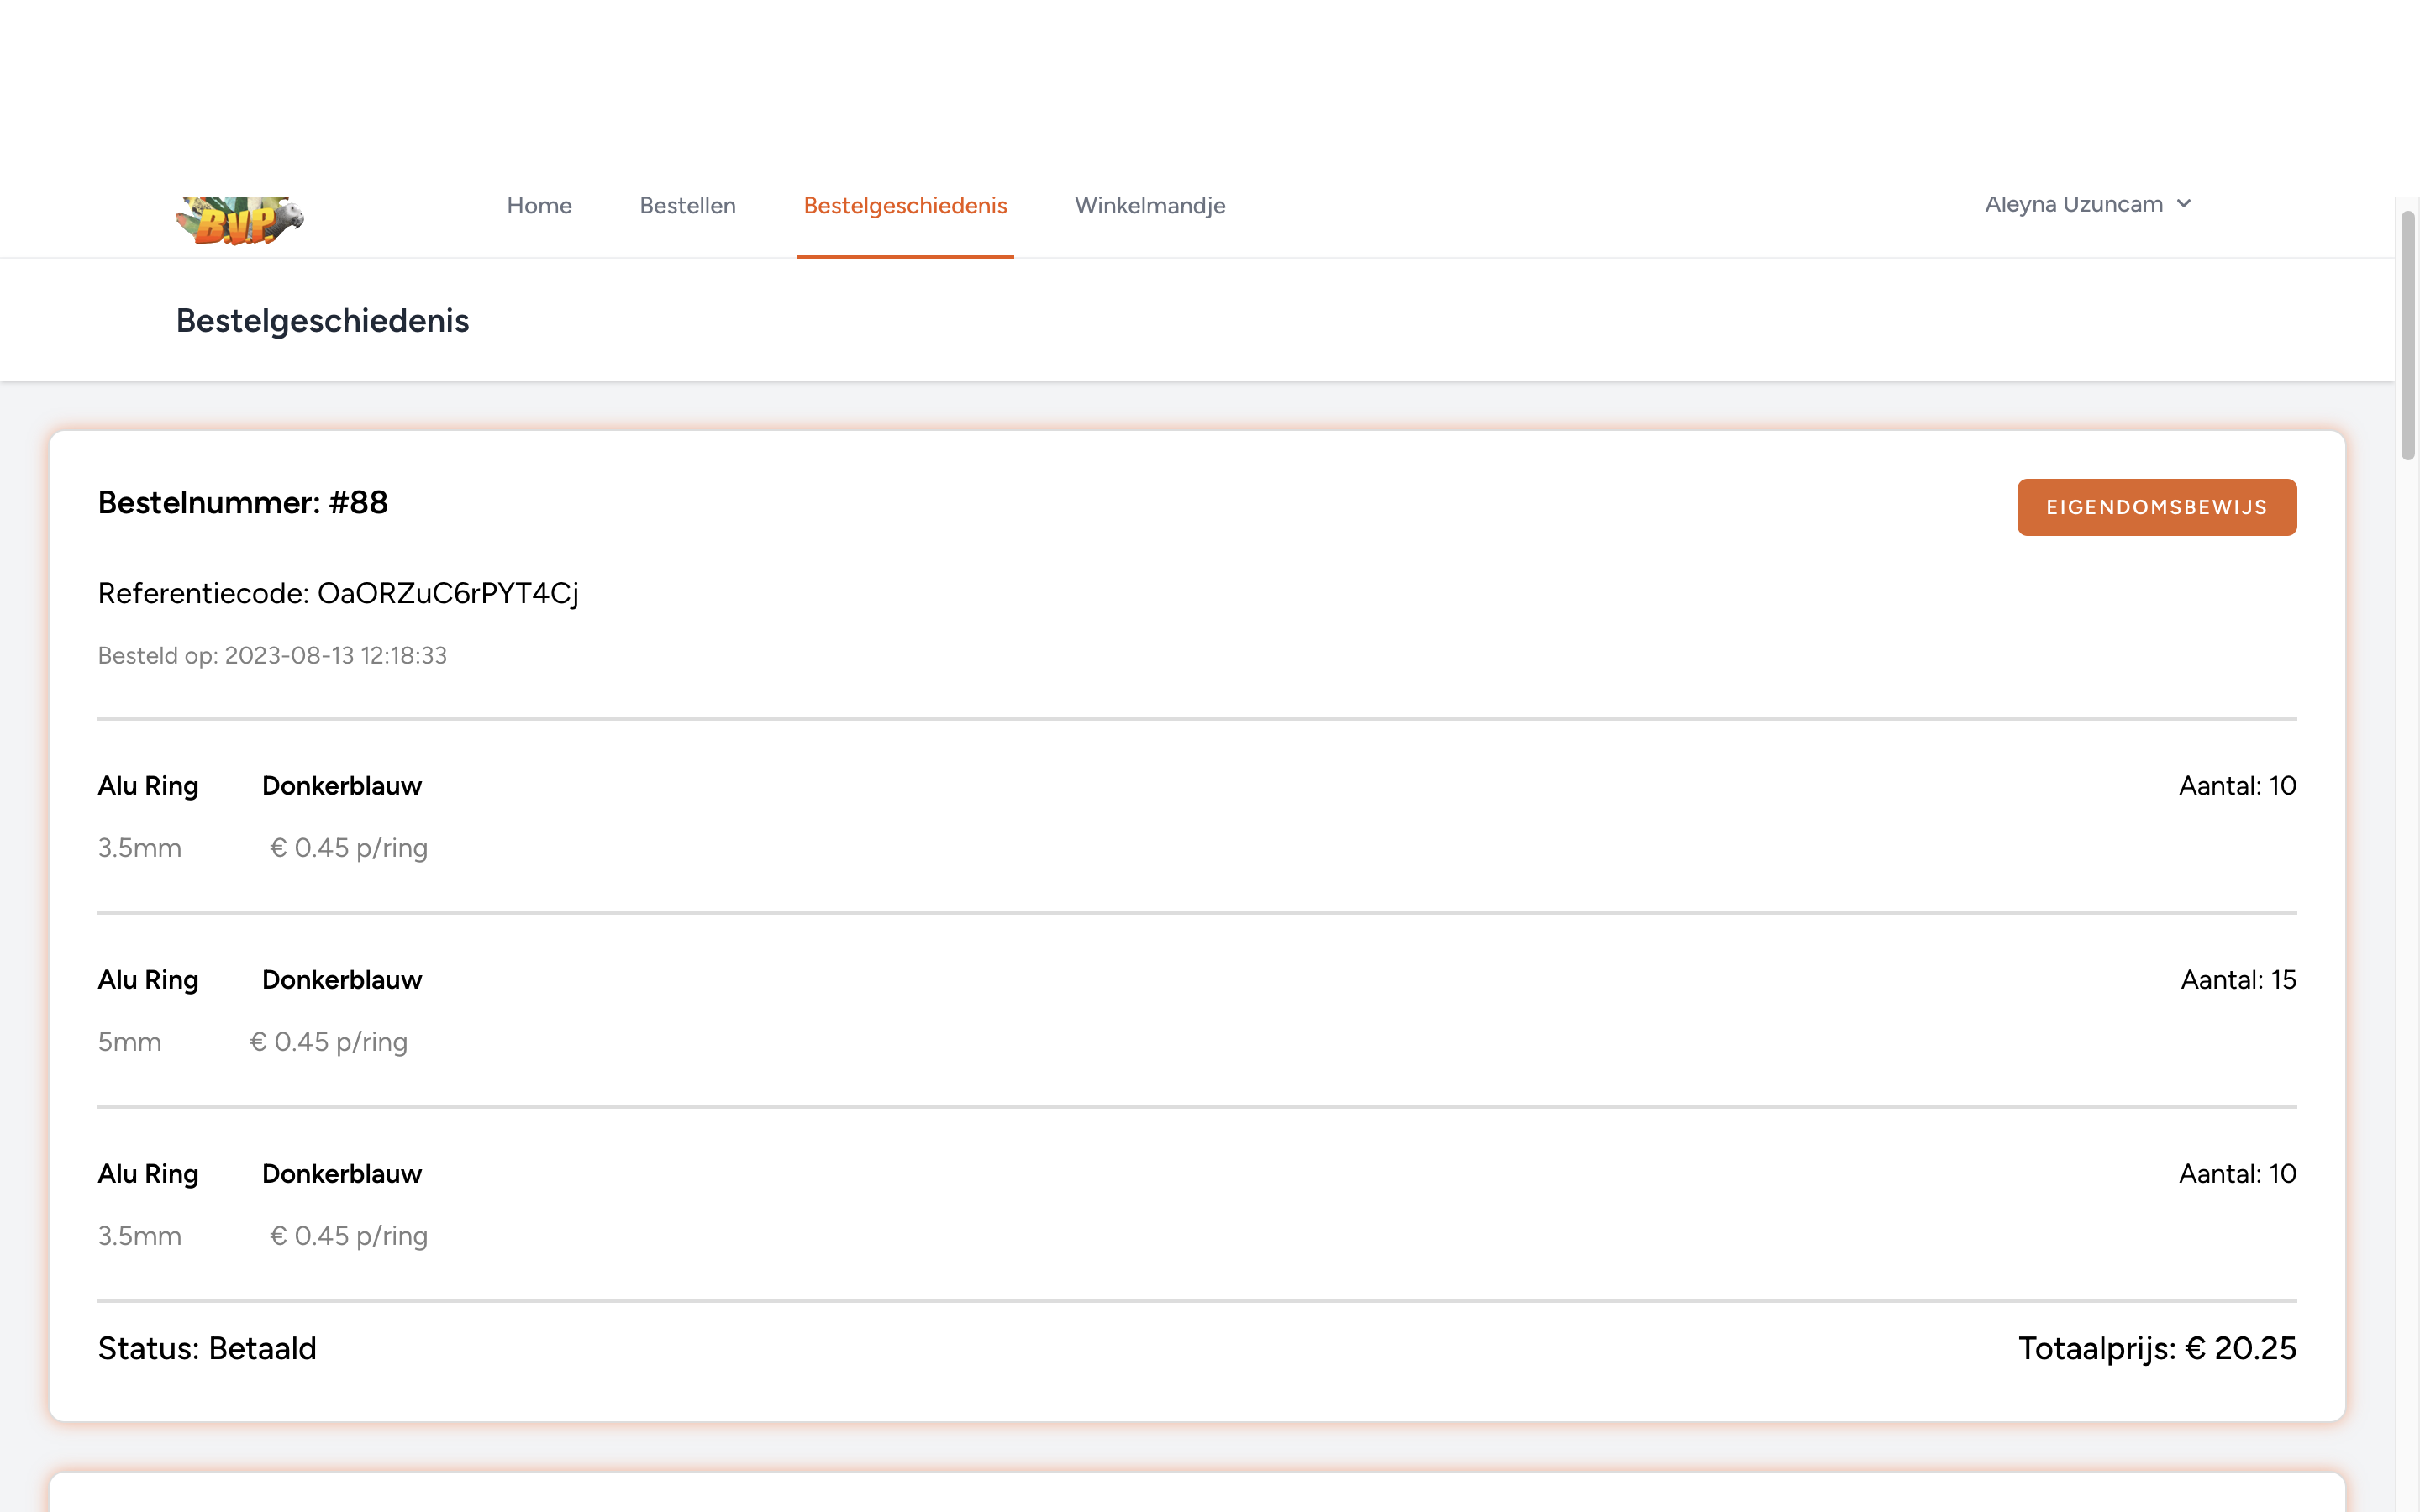 B.V.P.
Home Bestellen Bestelgeschiedenis Winkelmandje Aleyna Uzuncam
Bestelgeschiedenis
Bestelnummer: #88 EIGENDOMSBEWIJS
Referentiecode: OaORZuC6rPYT4Cj
Besteld op: 2023-08-13 12:18:33
Alu Ring Donkerblauw Aantal: 10
3.5mm € 0.45 p/ring
Alu Ring Donkerblauw Aantal: 15
5mm € 0.45 p/ring
Alu Ring Donkerblauw Aantal: 10
3.5mm € 0.45 p/ring
Status: Betaald Totaalprijs: € 20.25